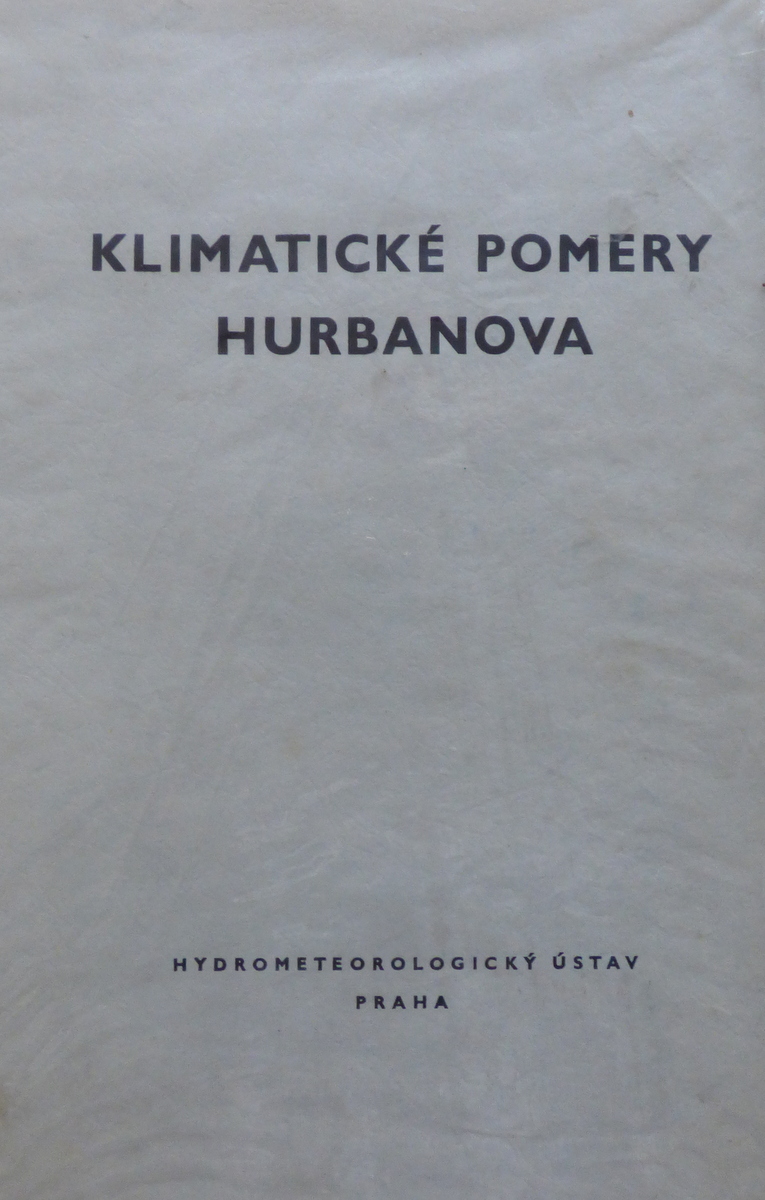 KLIMATICKÉ POMERY
HURBANOVA
HYDROMETEOROLOGICKÝ ÚSTAV
PRAHA